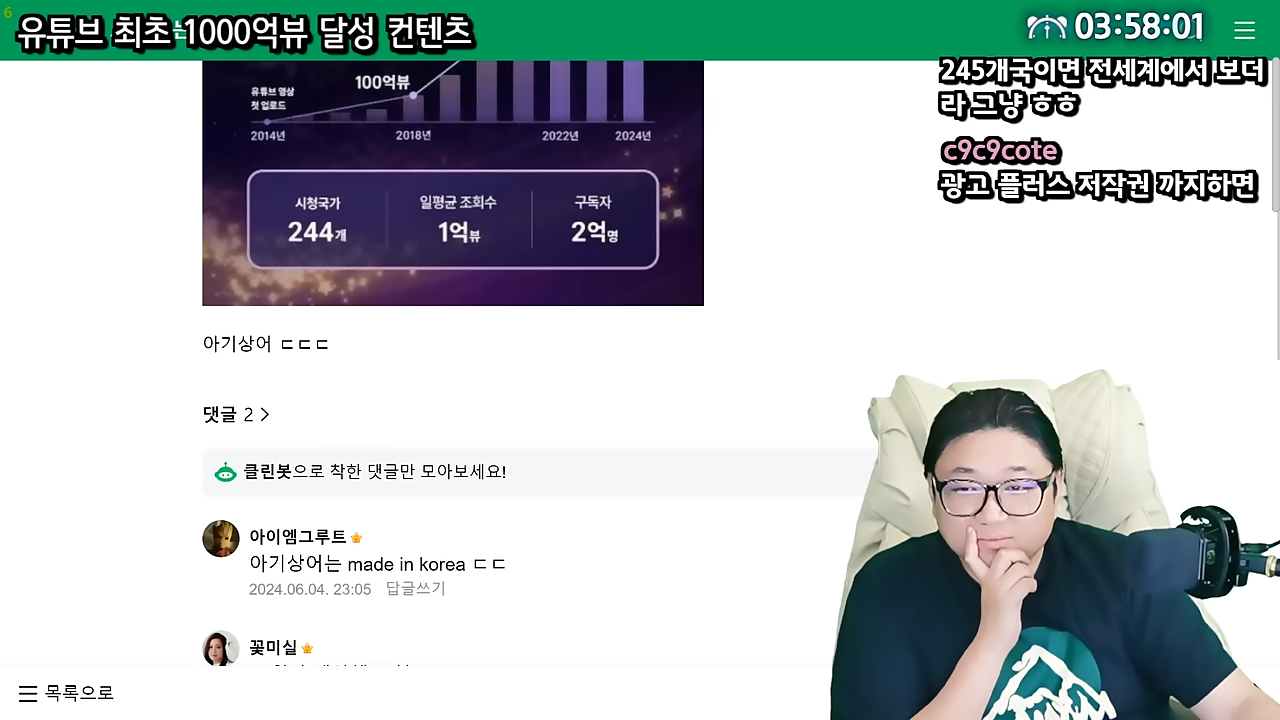 6
유튜브 최초 1000억뷰 달성 컨텐츠
03:58:01
245개국이면 전세계에서 보더
라 그냥 ㅎㅎ
c9c9cote
광고 플러스 저작권 까지하면
100억뷰
유튜브 영상
첫 업로드
2014년 2018년 2022년 2024년
시청국가 일평균 조회수 구독자
244개 1억뷰 2억명
아기상어 ㄷㄷㄷ
댓글 2 >
클린봇으로 착한 댓글만 모아보세요!
아이엠그루트
아기상어는 made in korea ㄷㄷ
2024.06.04. 23:05 답글쓰기
꽃미실
목록으로